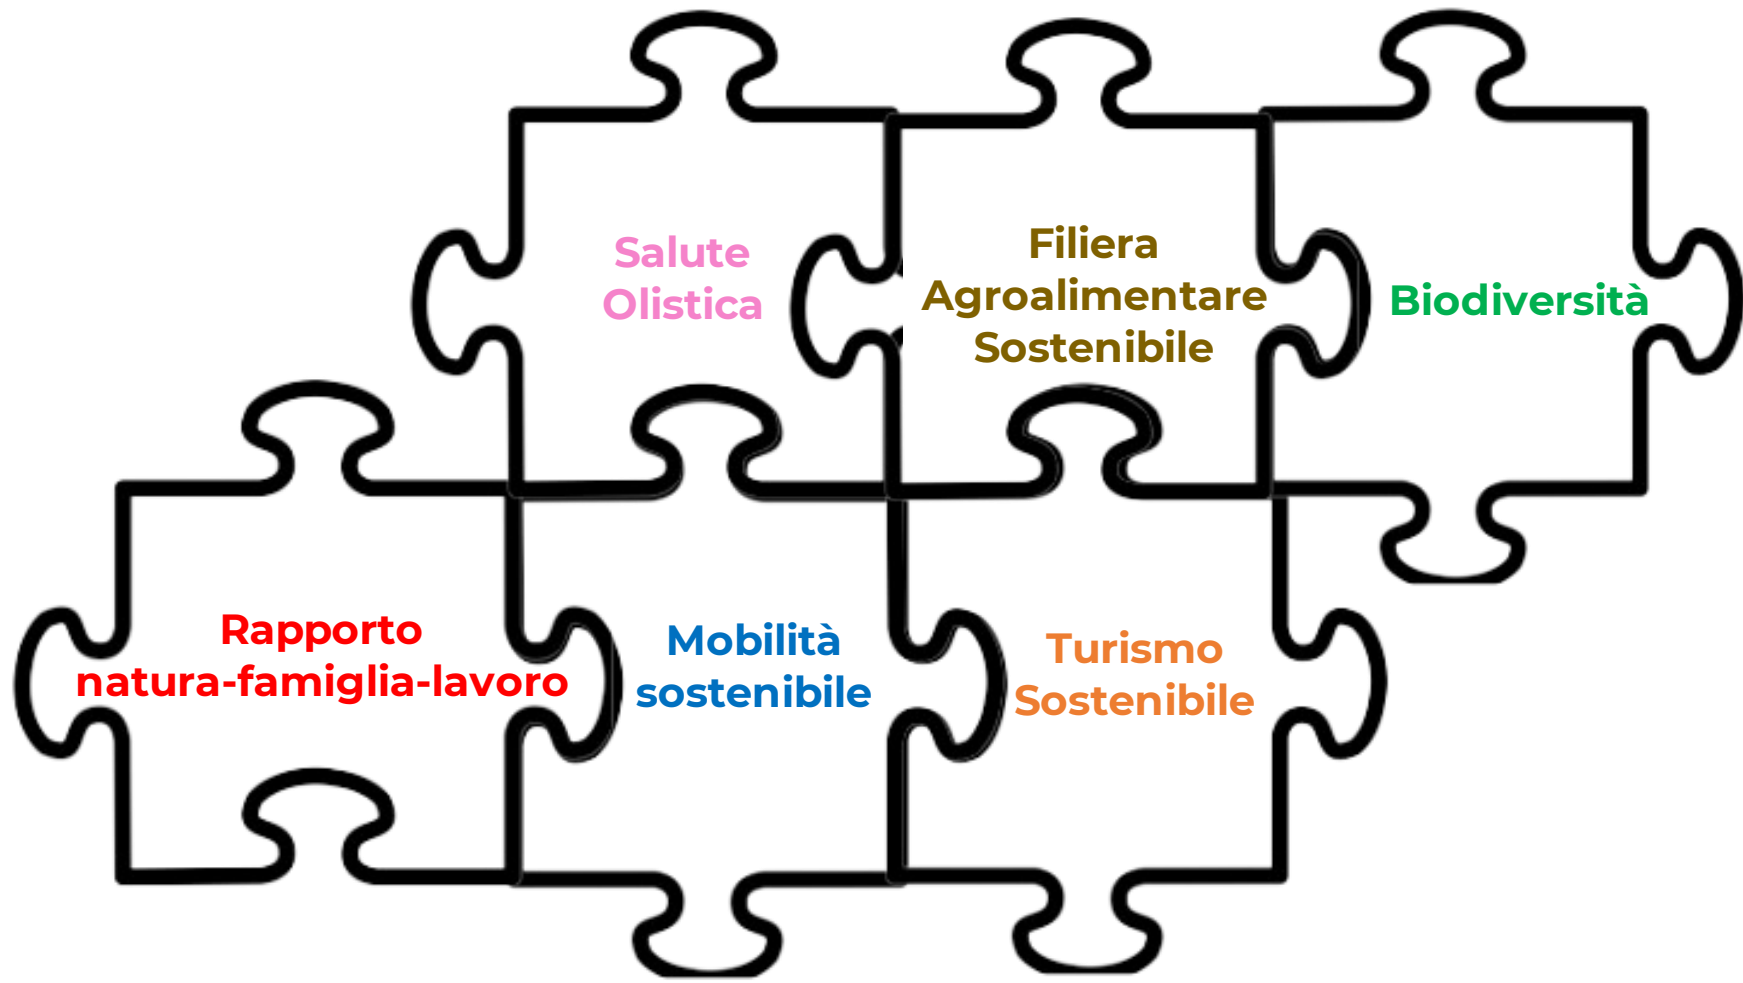 Salute
Olistica
Filiera
Agroalimentare
Sostenibile
Biodiversità
Rapporto
natura-famiglia-lavoro
Mobilità
sostenibile
Turismo
Sostenibile